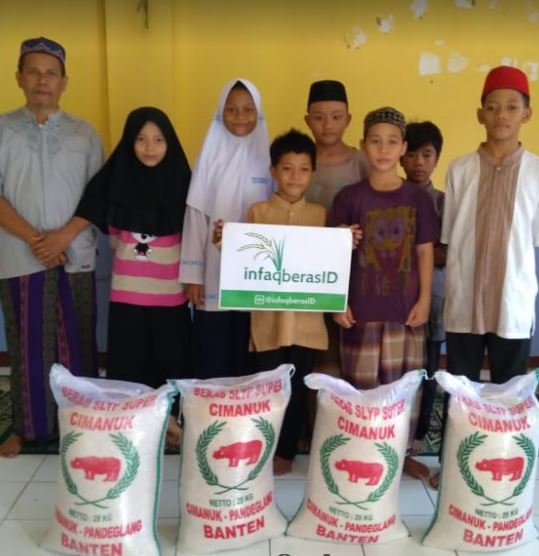 infaqberasID
@infaqberasID
BERAS SLYP SUPER
CIMANUK
NETTO : 25 KG
CIMANUK - PANDEGLANG
BANTEN
BERAS SLYP SUPER
CIMANUK
NETTO : 25 KG
CIMANUK - PANDEGLANG
BANTEN
BERAS SLYP SUPER
CIMANUK
NETTO : 25 KG
CIMANUK - PANDEGLANG
BANTEN
BERAS SLYP SUPER
CIMANUK
NETTO : 25 KG
CIMANUK - PANDEGLANG
BANTEN